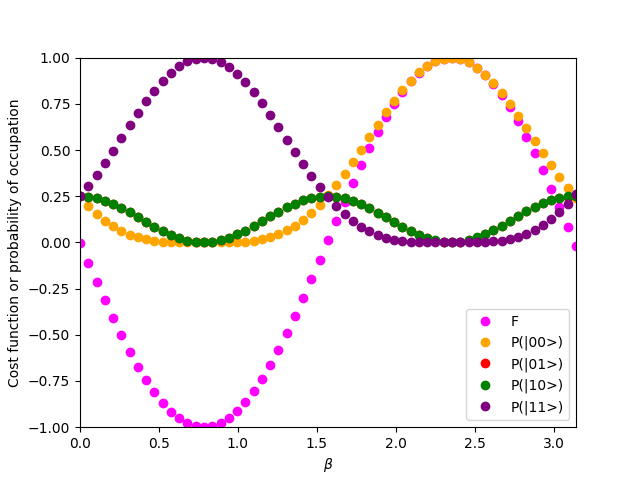 Cost function or probability of occupation
1.00
0.75
0.50
0.25
0.00
−0.25
−0.50
−0.75
−1.00
0.0 0.5 1.0 1.5 2.0 2.5 3.0
β
F
P(|00>)
P(|01>)
P(|10>)
P(|11>)